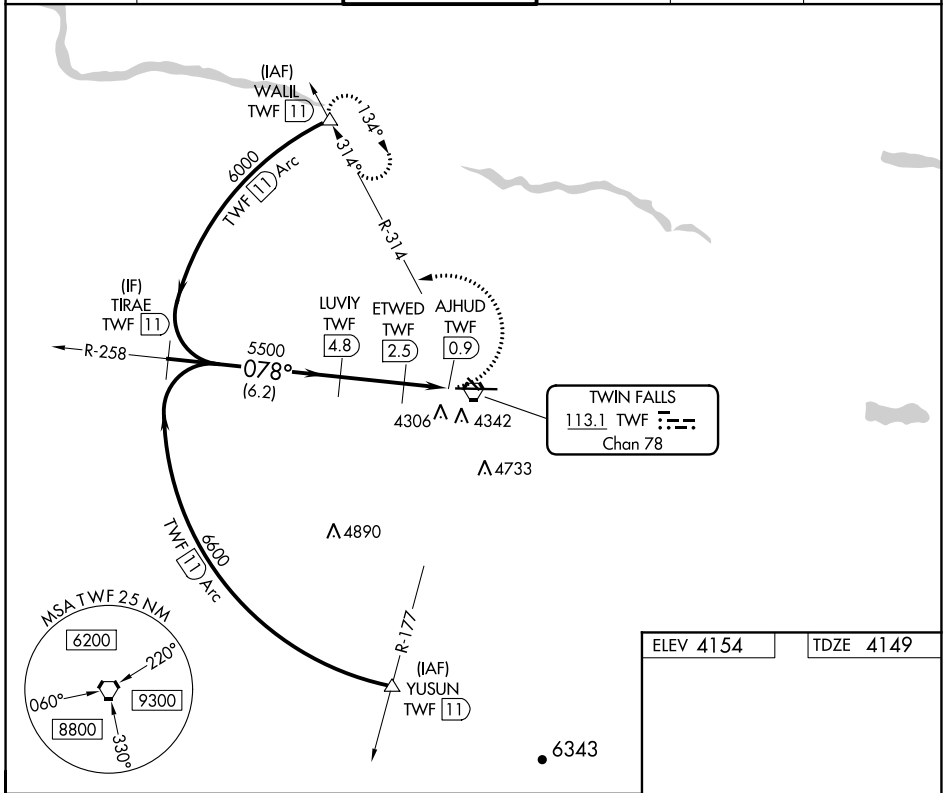 (IAF)
WALIL
TWF 11
134°
314°
6000
TWF 11 Arc
R-314
(IF)
TIRAE
TWF 11
LUVIY
TWF
4.8
ETWED
TWF
2.5
AJHUD
TWF
0.9
R-258
5500
078°
(6.2)
TWIN FALLS
113.1 TWF
Chan 78
4306
4342
4733
4890
6600
TWF 11 Arc
R-177
(IAF)
YUSUN
TWF 11
MSA TWF 25 NM
6200
220°
060°
9300
8800
330°
6343
ELEV 4154
TDZE 4149